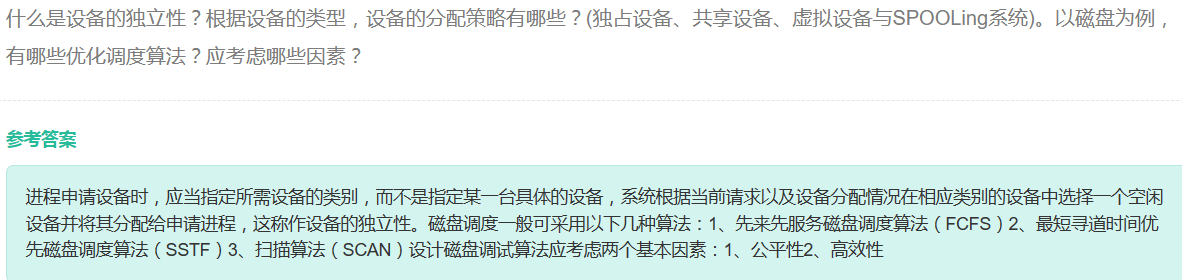 什么是设备的独立性？根据设备的类型，设备的分配策略有哪些？(独占设备、共享设备、虚拟设备与SPOOLing系统)。以磁盘为例，
有哪些优化调度算法？应考虑哪些因素？
参考答案
进程申请设备时，应当指定所需设备的类别，而不是指定某一台具体的设备，系统根据当前请求以及设备分配情况在相应类别的设备中选择一个空闲
设备并将其分配给申请进程，这称作设备的独立性。磁盘调度一般可采用以下几种算法：1、先来先服务磁盘调度算法（FCFS）2、最短寻道时间优
先磁盘调度算法（SSTF）3、扫描算法（SCAN）设计磁盘调试算法应考虑两个基本因素：1、公平性2、高效性